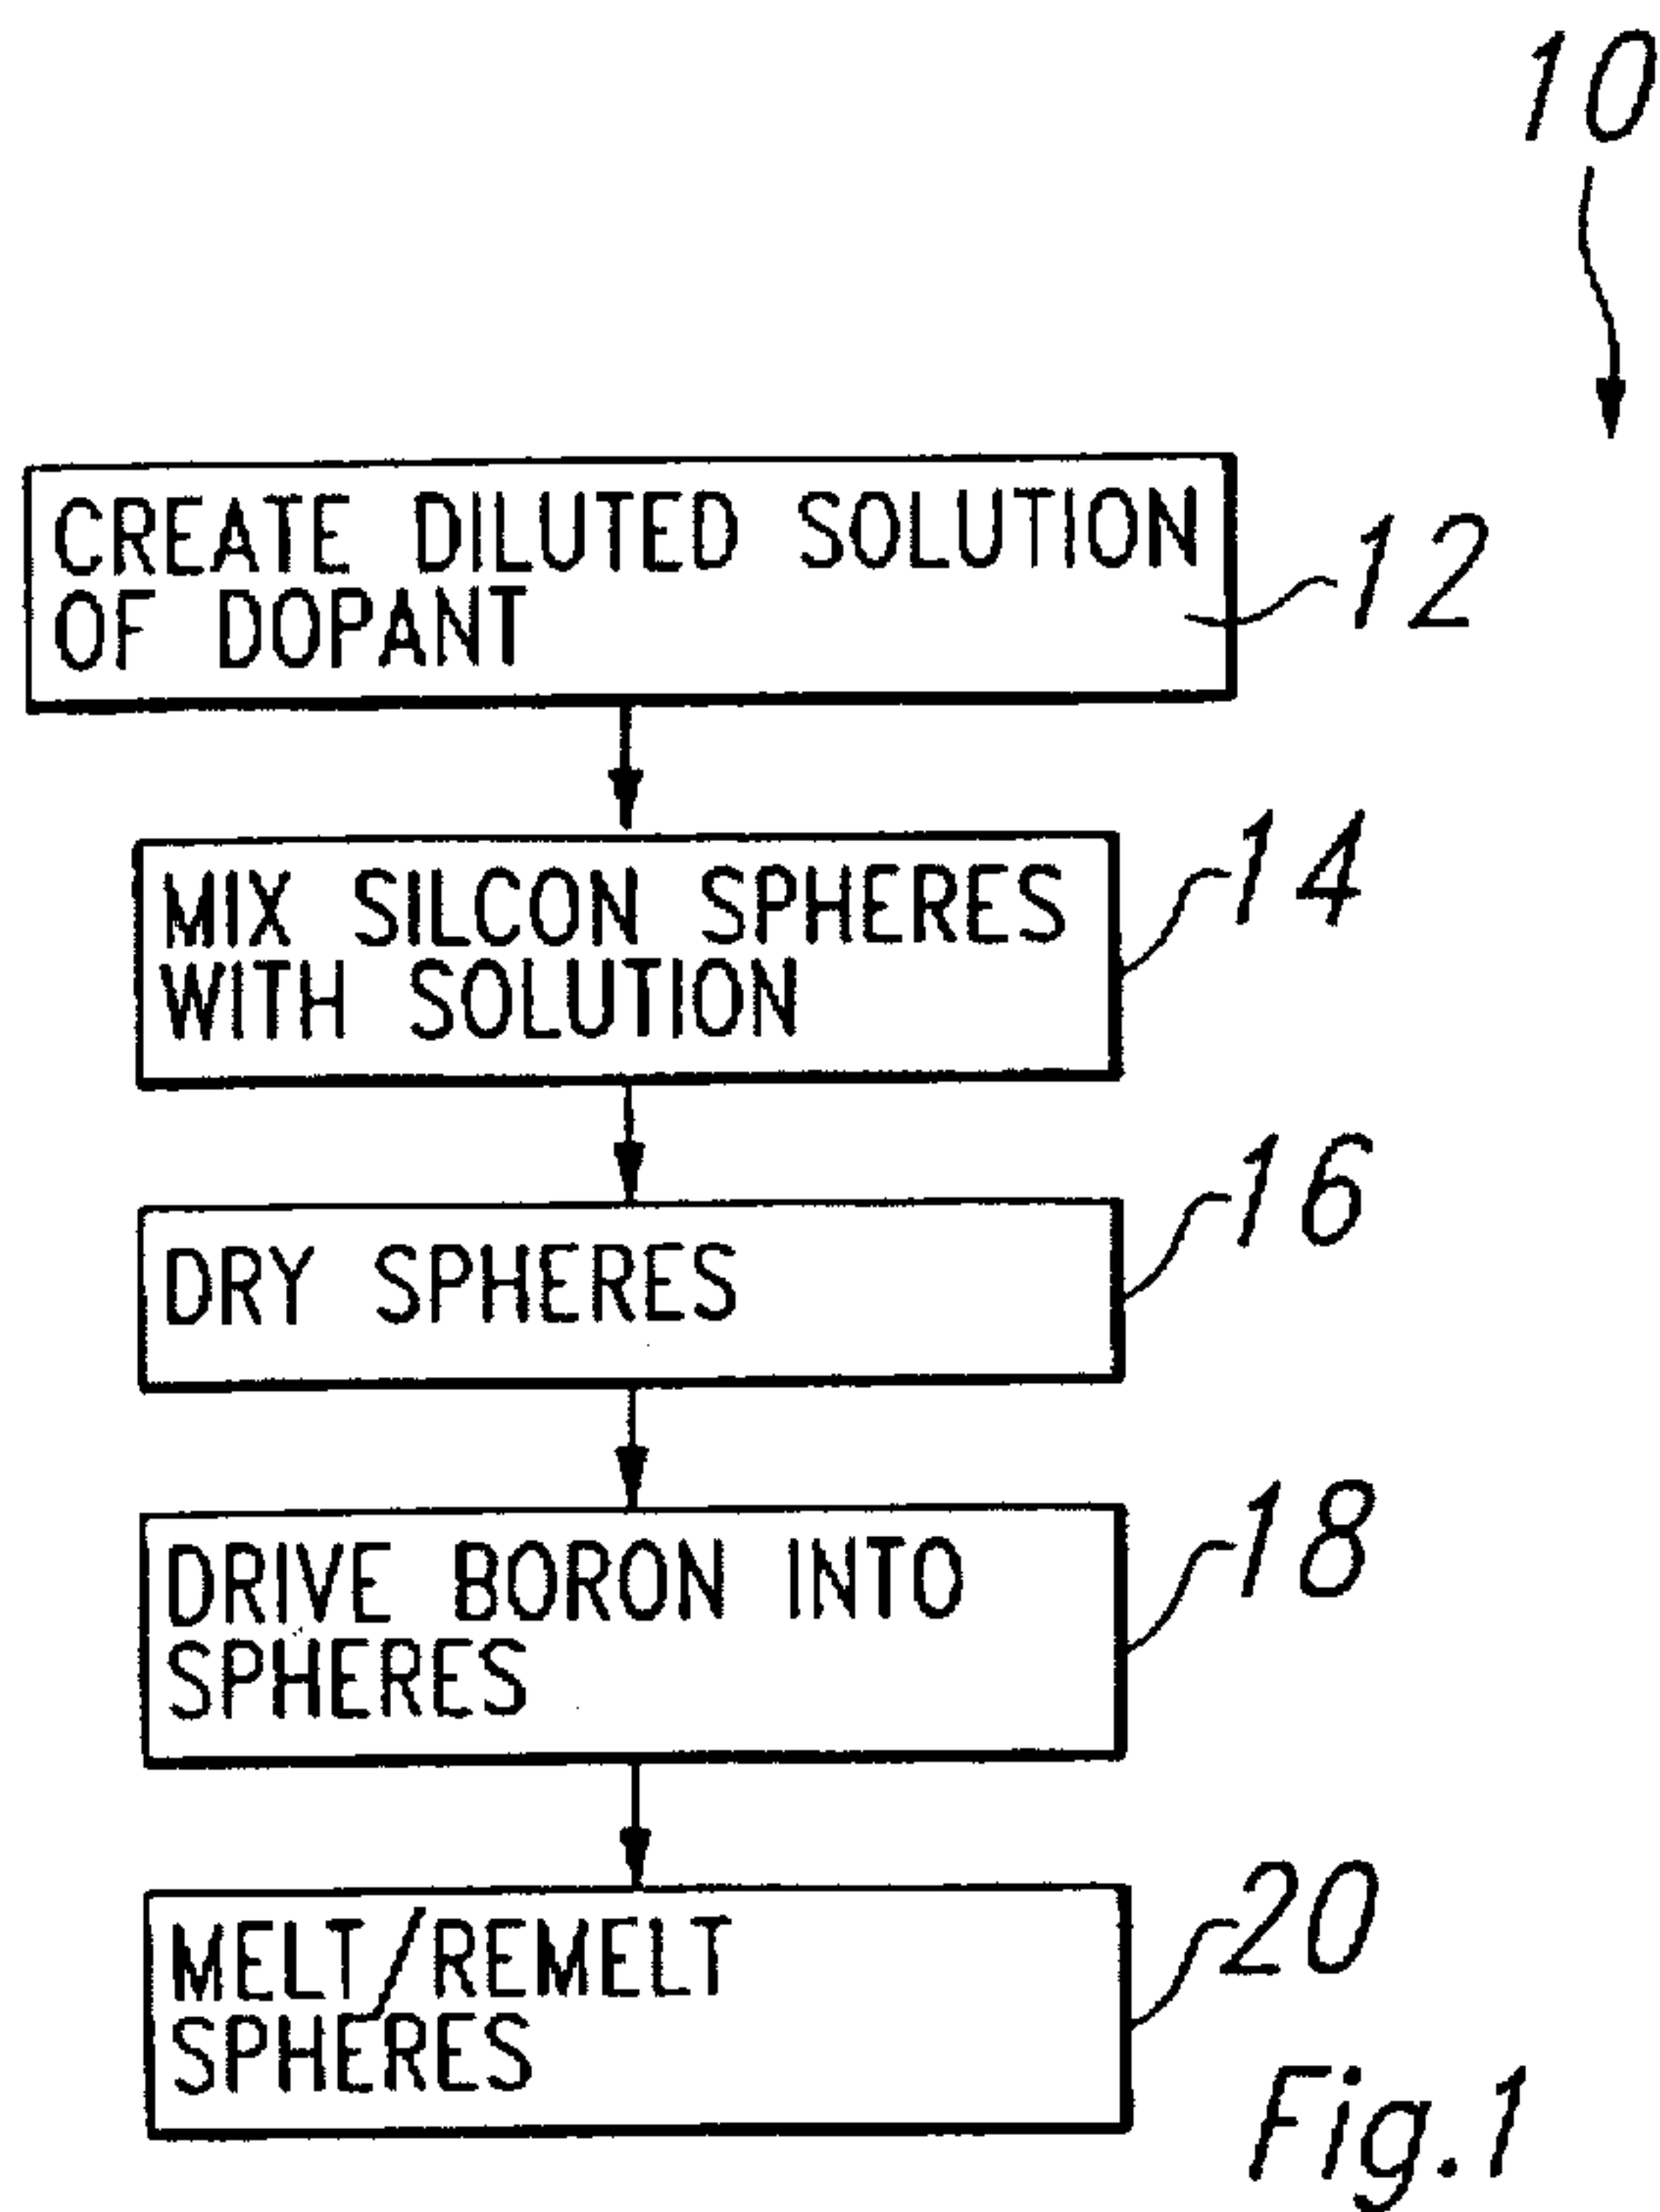 10
CREATE DILUTED SOLUTION
OF DOPANT
12
MIX SILCON SPHERES
WITH SOLUTION
14
DRY SPHERES
16
DRIVE BORON INTO
SPHERES
18
MELT/REMELT
SPHERES
20
Fig.1